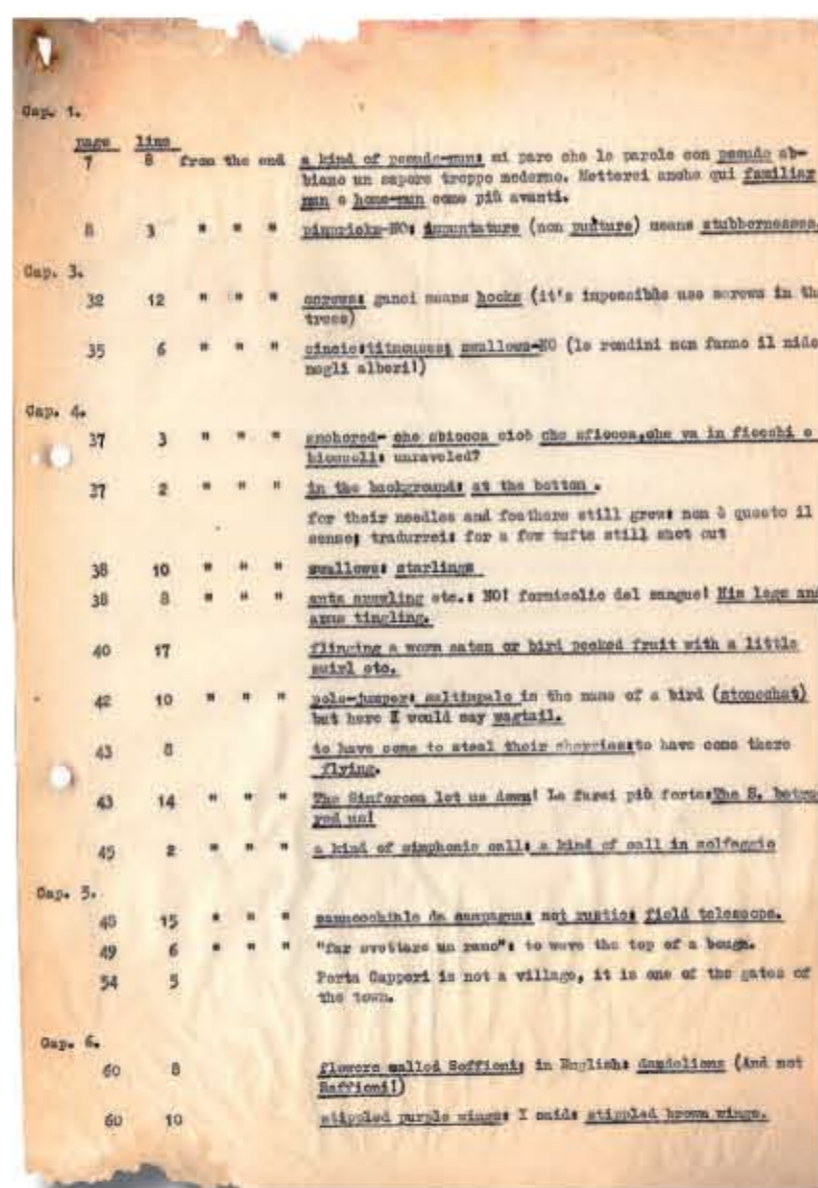 Cap. 1.
page line
7 8 from the end a kind of pseudo-nun: mi pare che le parole con pseudo ab-
biano un sapore troppo moderno. Metterei anche qui familiar
nun e home-nun come più avanti.
8 3 " " " pinpricks-NO: impuntature (non punture) means stubbornesses.
Cap. 3.
32 12 " " " screws: ganci means hooks (it's impossible use screws in the
trees)
35 6 " " " cincie:titmouses; swallows-NO (le rondini non fanno il nido
negli alberi!)
Cap. 4.
37 3 " " " che sbiocca cioè che sfiocca,che va in fiocchi o
bioccoli: unraveled?
37 2 " " " in the background: at the bottom .
for their needles and feathers still grew: non è questo il
senso; tradurrei: for a few tufts still shot out
38 10 " " " swallows: starlings
38 8 " " " ants crawling etc.: NO! formicolio del sangue! His legs and
arms tingling.
40 17 flinging a worm eaten or bird pecked fruit with a little
swirl etc.
42 10 " " " pole-jumper: saltimpalo is the name of a bird (stonechat)
but here I would say wagtail.
43 8 to have come to steal their cherries:to have come there
flying.
43 14 " " " The Sinforosa let us down! Lo farei più forte:The S. betray-
red us!
45 2 " " " a kind of simphonic call: a kind of call in solfeggio
Cap. 5.
48 15 " " " cannocchiale da campagna: not rustic: field telescope.
49 6 " " " "far svettare un ramo": to wave the top of a bough.
54 5 Porta Capperi is not a village, it is one of the gates of
the town.
Cap. 6.
60 8 flowers called Soffioni: in English: dandelions (And not
Baffioni!)
60 10 stippled purple wings: I said: stippled brown wings.